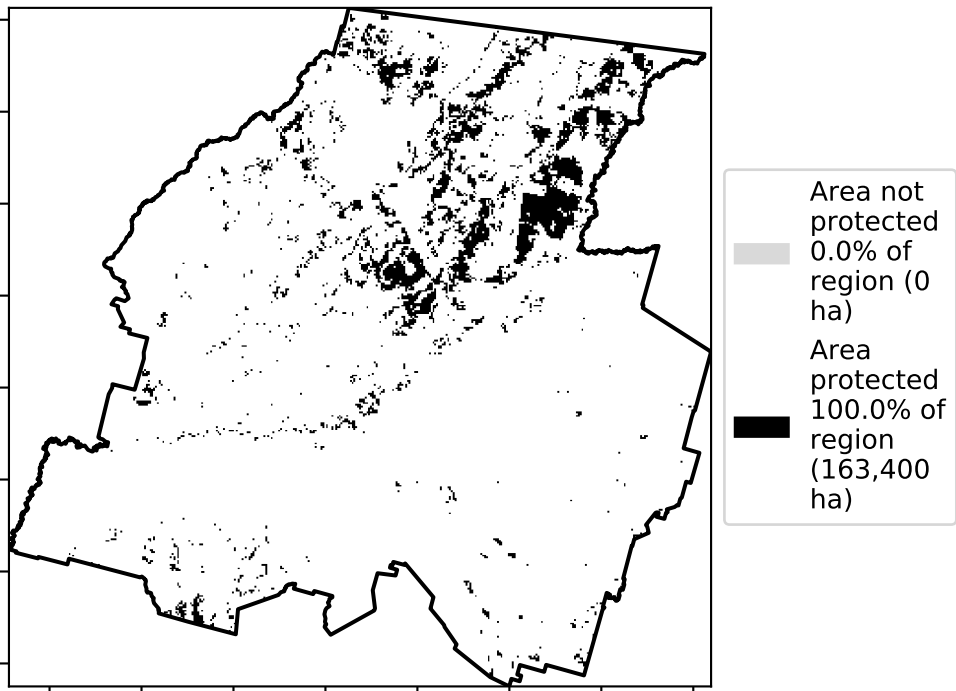 Area not
protected
0.0% of
region (0
ha)
Area
protected
100.0% of
region
(163,400
ha)